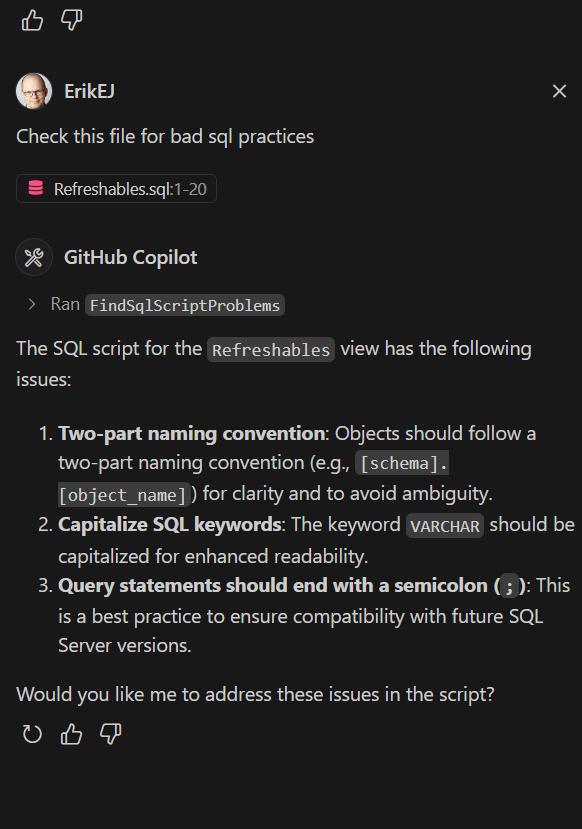 ErikEJ
Check this file for bad sql practices
Refreshables.sql:1-20
GitHub Copilot
Ran FindSqlScriptProblems
The SQL script for the Refreshables view has the following
issues:
1. Two-part naming convention: Objects should follow a
two-part naming convention (e.g., [schema].
[object_name]) for clarity and to avoid ambiguity.
2. Capitalize SQL keywords: The keyword VARCHAR should be
capitalized for enhanced readability.
3. Query statements should end with a semicolon (;): This
is a best practice to ensure compatibility with future SQL
Server versions.
Would you like me to address these issues in the script?